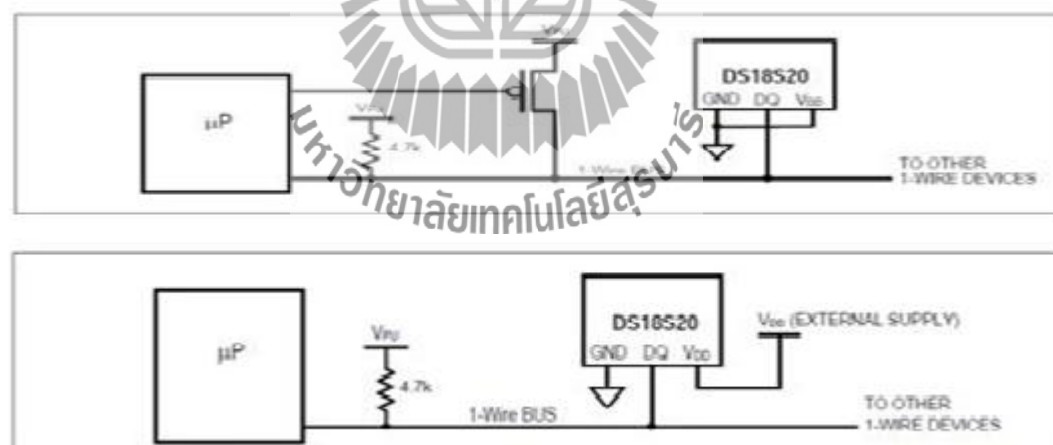 VPU
DS18S20
GND DQ VDD
µP
VPU
4.7k
1-Wire BUS
TO OTHER
1-WIRE DEVICES
มหาวิทยาลัยเทคโนโลยีสุรนารี
DS18S20
VDD (EXTERNAL SUPPLY)
µP
VPU
GND DQ VDD
4.7k
1-Wire BUS
TO OTHER
1-WIRE DEVICES